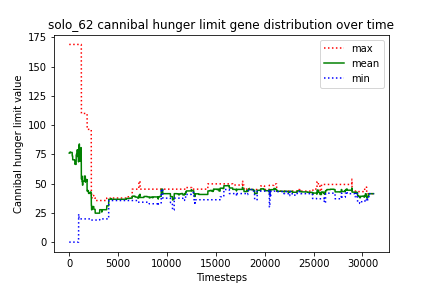 solo_62 cannibal hunger limit gene distribution over time
175
150
125
100
75
50
25
0
Cannibal hunger limit value
max
mean
min
0 5000 10000 15000 20000 25000 30000
Timesteps